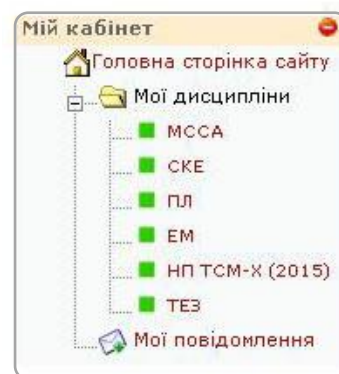 Мій кабінет
Головна сторінка сайту
Мої дисципліни
МССА
СКЕ
ПЛ
ЕМ
НП ТСМ-Х (2015)
ТЕЗ
Мої повідомлення